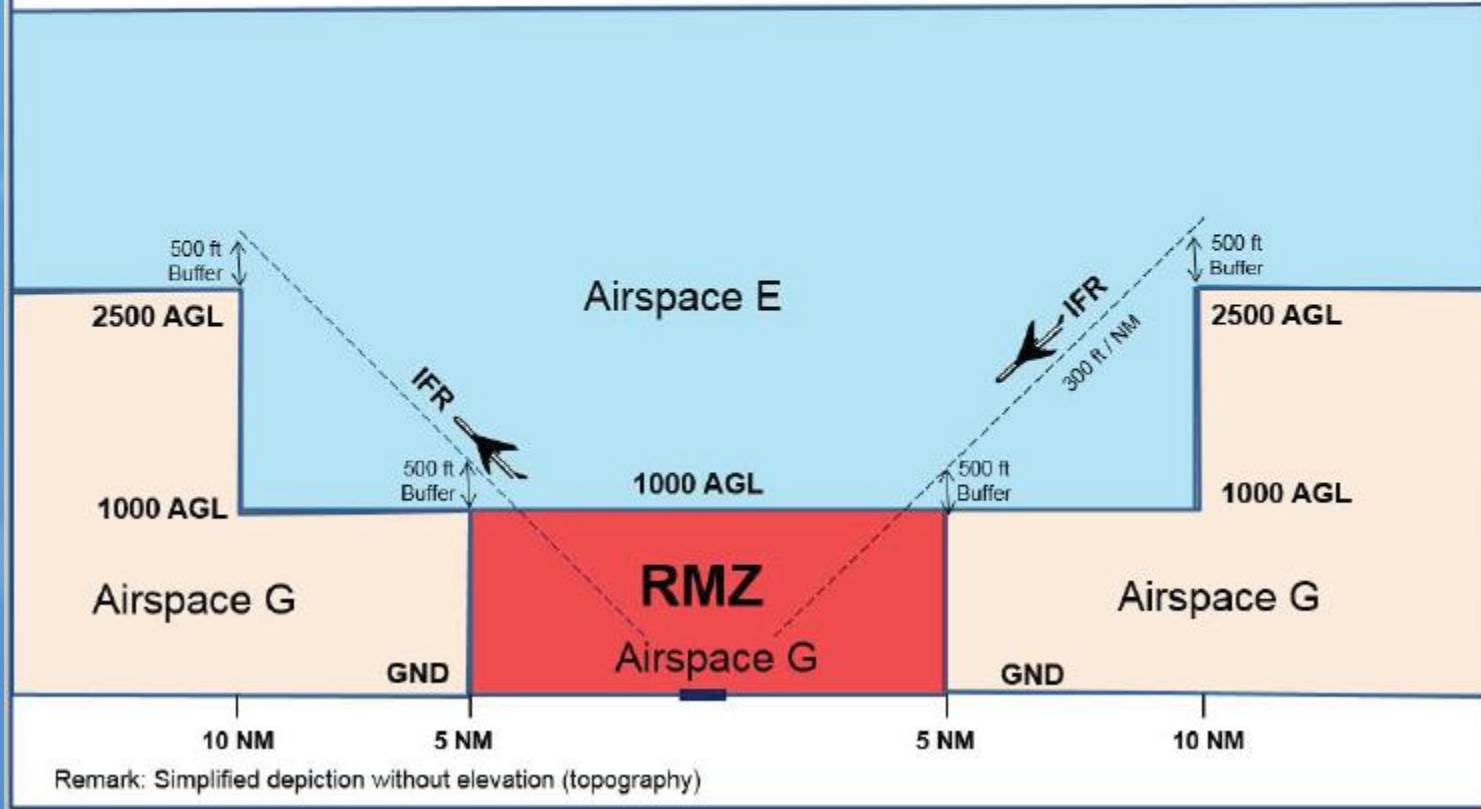 500 ft
Buffer
500 ft
Buffer
Airspace E
IFR
300 ft / NM
2500 AGL
2500 AGL
IFR
500 ft
Buffer
1000 AGL
500 ft
Buffer
1000 AGL
1000 AGL
RMZ
Airspace G
Airspace G
Airspace G
GND
GND
10 NM
5 NM
5 NM
10 NM
Remark: Simplified depiction without elevation (topography)